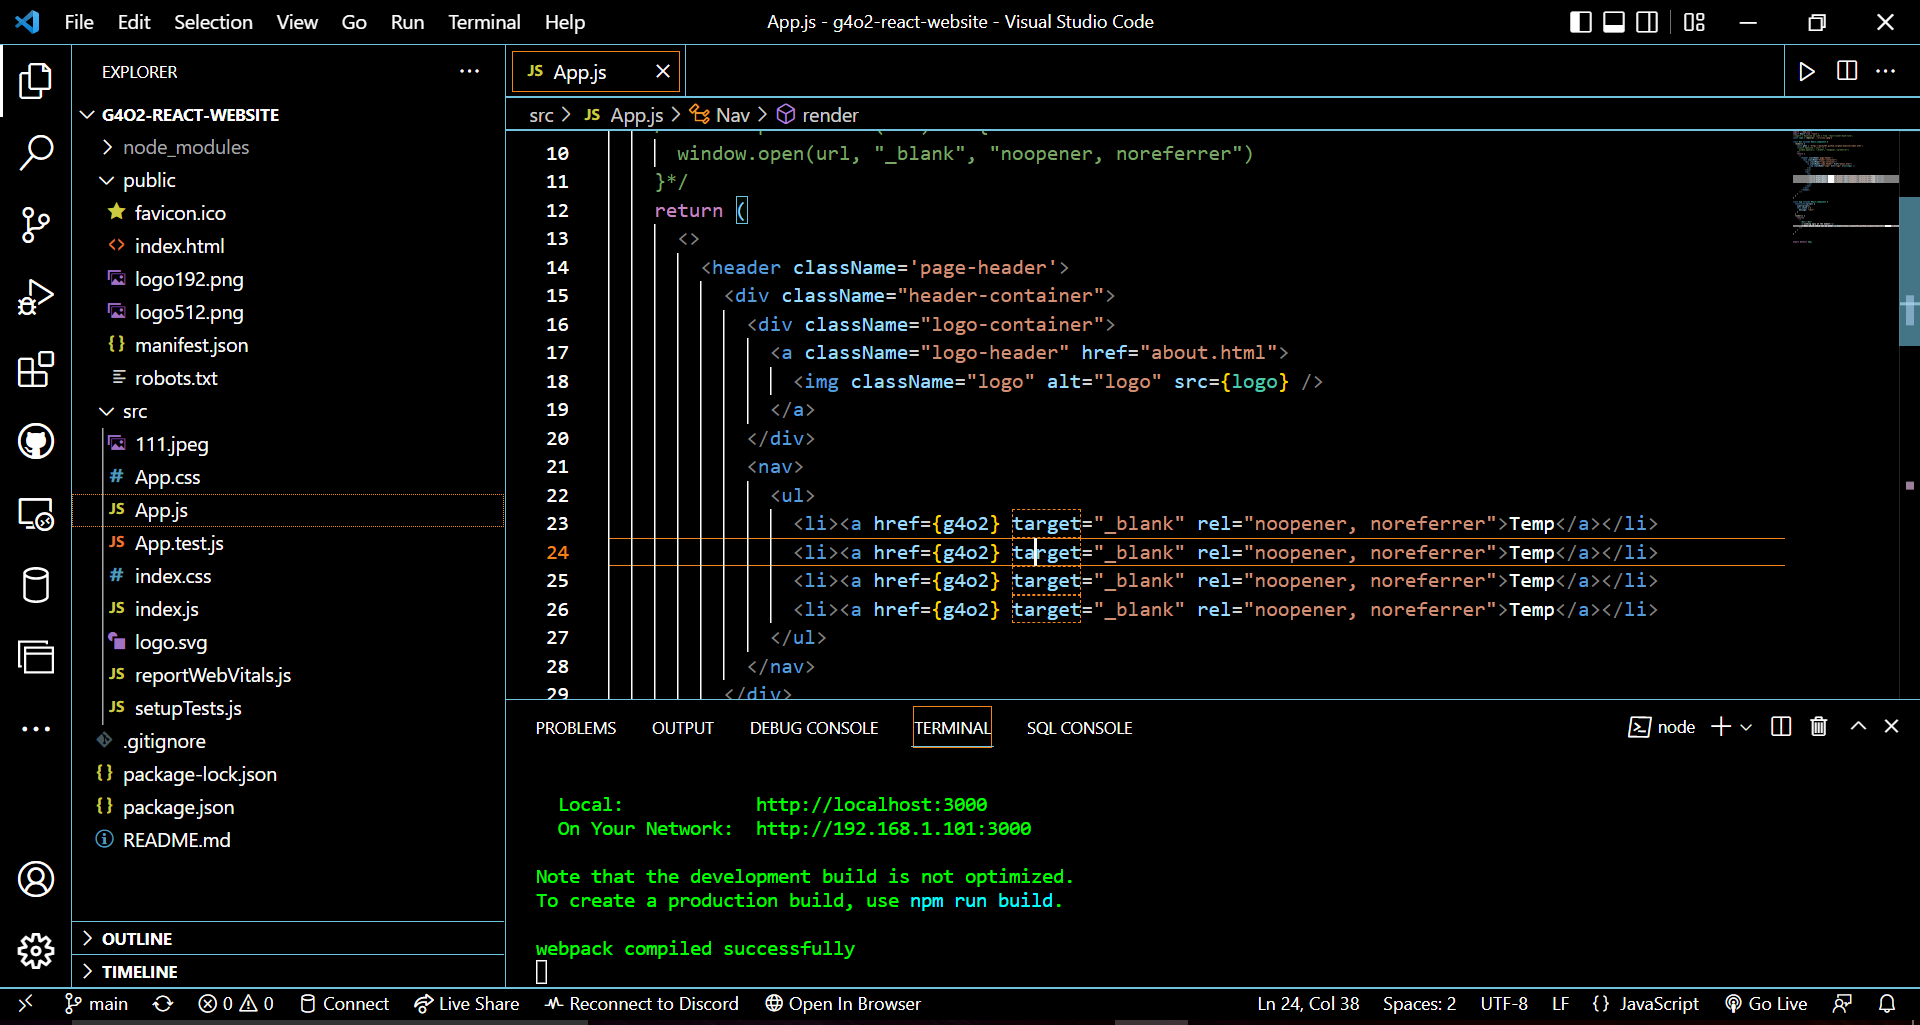 File Edit Selection View Go Run Terminal Help
App.js - g4o2-react-website - Visual Studio Code
EXPLORER
G4O2-REACT-WEBSITE
node_modules
public
favicon.ico
index.html
logo192.png
logo512.png
manifest.json
robots.txt
src
111.jpeg
App.css
App.js
App.test.js
index.css
index.js
logo.svg
reportWebVitals.js
setupTests.js
.gitignore
package-lock.json
package.json
README.md
OUTLINE
TIMELINE
JS App.js
src > JS App.js > Nav > render
10 window.open(url, "_blank", "noopener, noreferrer")
11 }*/
12 return (
13 <>
14 <header className='page-header'>
15 <div className="header-container">
16 <div className="logo-container">
17 <a className="logo-header" href="about.html">
18 <img className="logo" alt="logo" src={logo} />
19 </a>
20 </div>
21 <nav>
22 <ul>
23 <li><a href={g4o2} target="_blank" rel="noopener, noreferrer">Temp</a></li>
24 <li><a href={g4o2} target="_blank" rel="noopener, noreferrer">Temp</a></li>
25 <li><a href={g4o2} target="_blank" rel="noopener, noreferrer">Temp</a></li>
26 <li><a href={g4o2} target="_blank" rel="noopener, noreferrer">Temp</a></li>
27 </ul>
28 </nav>
29 </div>
PROBLEMS OUTPUT DEBUG CONSOLE TERMINAL SQL CONSOLE
node
Local: http://localhost:3000
On Your Network: http://192.168.1.101:3000
Note that the development build is not optimized.
To create a production build, use npm run build.
webpack compiled successfully
main 0 0 Connect Live Share Reconnect to Discord Open In Browser
Ln 24, Col 38 Spaces: 2 UTF-8 LF {} JavaScript Go Live